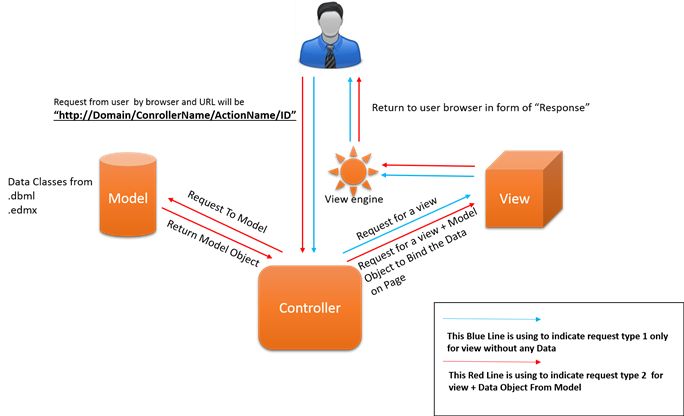 Request from user by browser and URL will be
"http://Domain/ConrollerName/ActionName/ID"
Return to user browser in form of "Response"
Data Classes from
.dbml
.edmx
Model
View engine
View
Request To Model
Return Model Object
Request for a view
Request for a view + Model
Object to Bind the Data
on Page
Controller
This Blue Line is using to indicate request type 1 only
for view without any Data
This Red Line is using to indicate request type 2 for
view + Data Object From Model